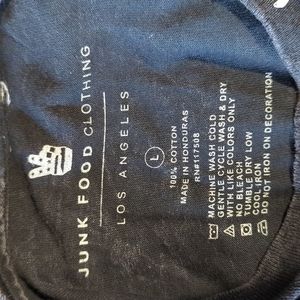 JUNK FOOD CLOTHING
LOS ANGELES
L
100% COTTON
MADE IN HONDURAS
RN#117508
MACHINE WASH COLD
GENTLE CYCLE WASH & DRY
WITH LIKE COLORS ONLY
NO BLEACH
TUMBLE DRY LOW
COOL IRON
DO NOT IRON ON DECORATION